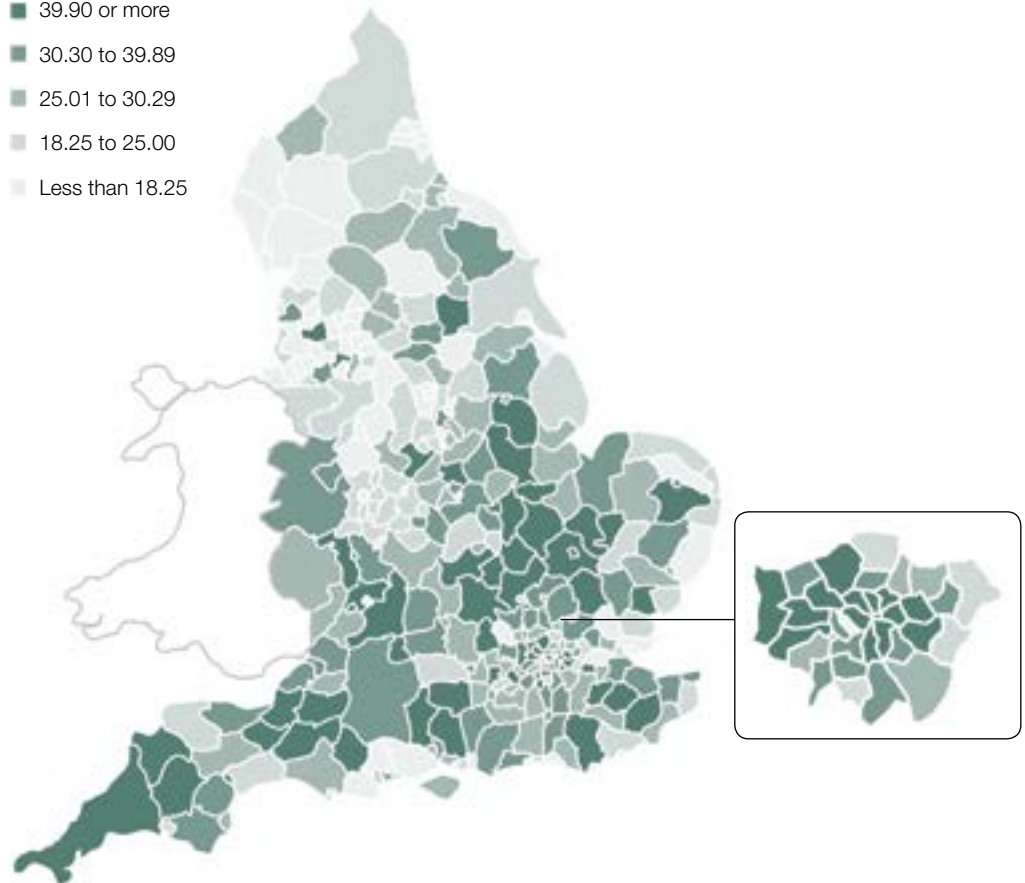 39.90 or more
30.30 to 39.89
25.01 to 30.29
18.25 to 25.00
Less than 18.25